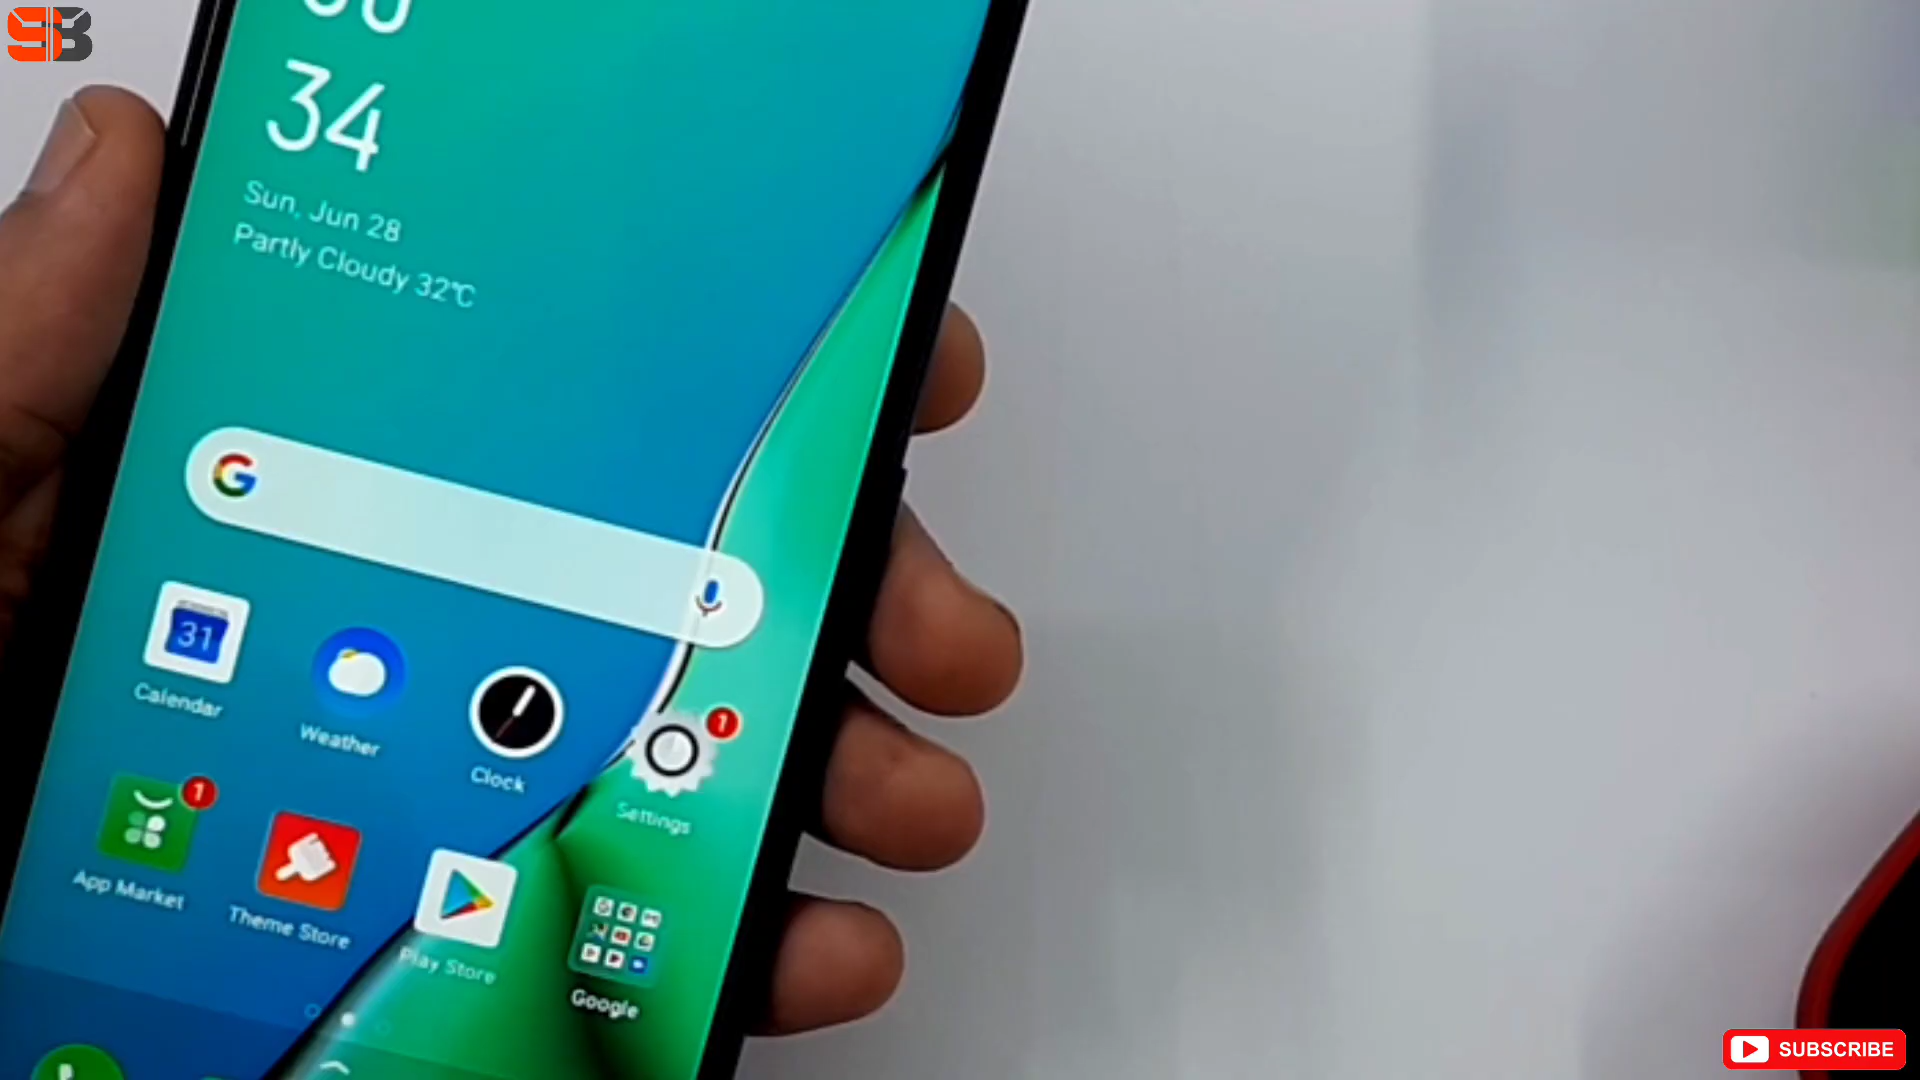 SB
34
Sun, Jun 28
Partly Cloudy 32°C
G
31
Calendar
Weather
Clock
1
Settings
1
App Market
Theme Store
Play Store
Google
SUBSCRIBE